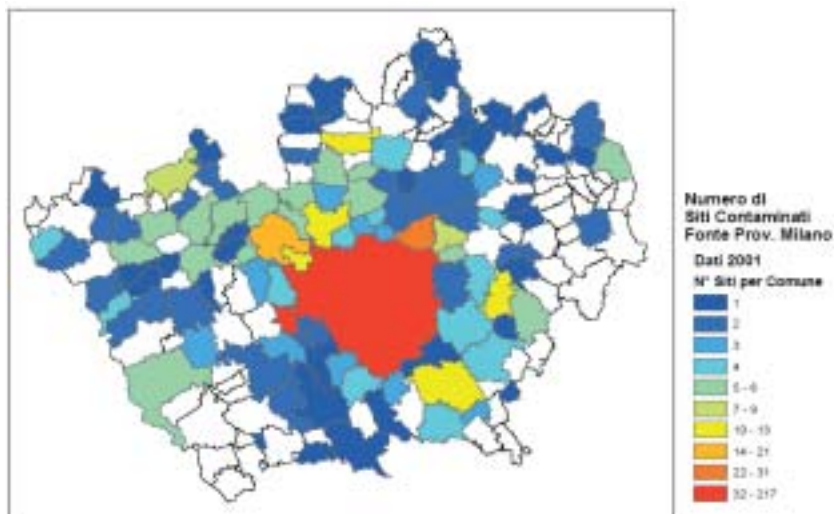 Numero di
Siti Contaminati
Fonte Prov. Milano
Dati 2001
N° Siti per Comune
1
2
3
4
5 - 6
7 - 9
10 - 13
14 - 21
22 - 31
32 - 217